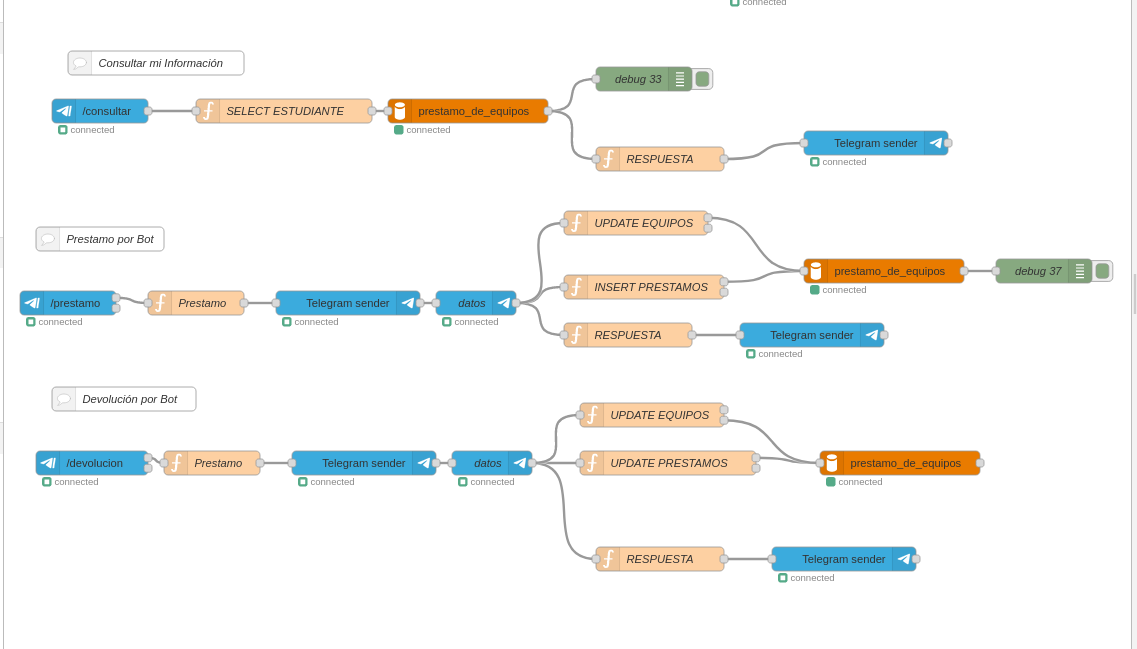 connected
Consultar mi Información
debug 33
/consultar
SELECT ESTUDIANTE
prestamo_de_equipos
connected
connected
Telegram sender
RESPUESTA
connected
UPDATE EQUIPOS
Prestamo por Bot
prestamo_de_equipos
debug 37
INSERT PRESTAMOS
connected
/prestamo
Prestamo
Telegram sender
datos
connected
connected
connected
RESPUESTA
Telegram sender
connected
Devolución por Bot
UPDATE EQUIPOS
/devolucion
Prestamo
Telegram sender
datos
UPDATE PRESTAMOS
prestamo_de_equipos
connected
connected
connected
connected
RESPUESTA
Telegram sender
connected